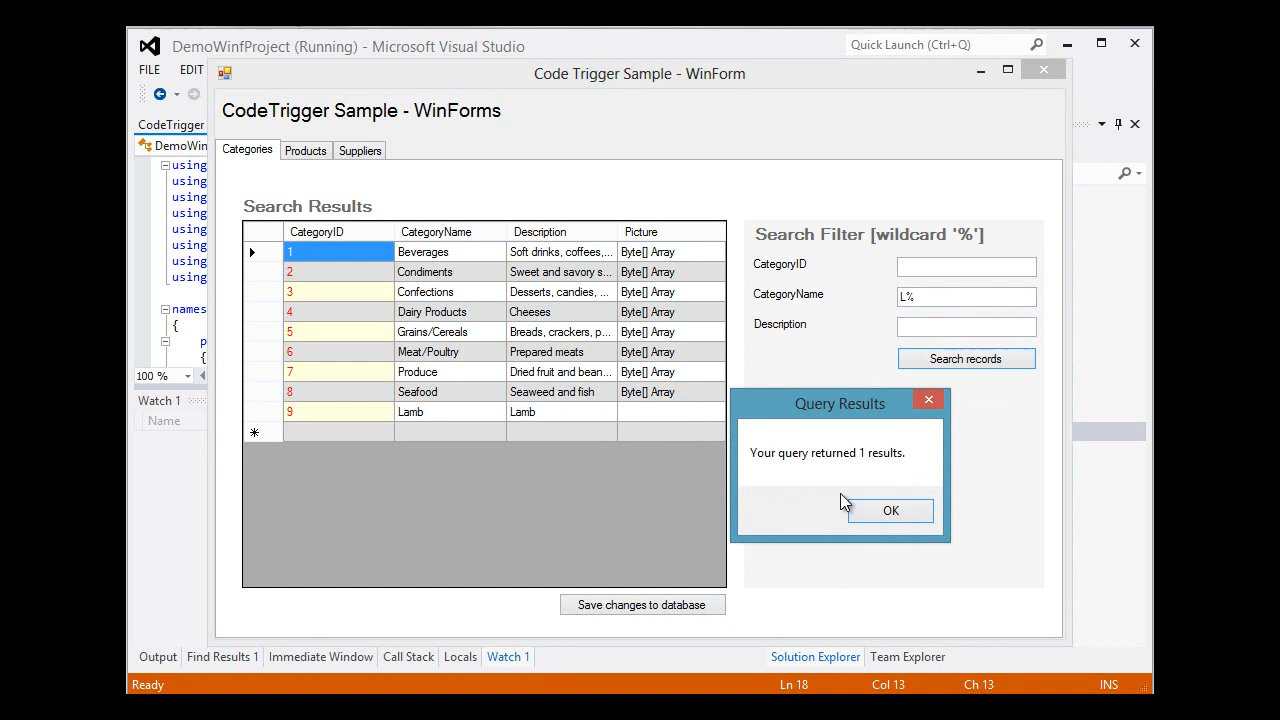 DemoWinfProject (Running) - Microsoft Visual Studio
Quick Launch (Ctrl+Q)
FILE EDIT
Code Trigger Sample - WinForm
CodeTrigger Sample - WinForms
CodeTrigger
DemoWin
Categories Products Suppliers
using
using
using
using
using
using
using
using
names
{
p
{
100 %
Watch 1
Name
Search Results
CategoryID CategoryName Description Picture
1 Beverages Soft drinks, coffees,... Byte[] Array
2 Condiments Sweet and savory s... Byte[] Array
3 Confections Desserts, candies, ... Byte[] Array
4 Dairy Products Cheeses Byte[] Array
5 Grains/Cereals Breads, crackers, p... Byte[] Array
6 Meat/Poultry Prepared meats Byte[] Array
7 Produce Dried fruit and bean... Byte[] Array
8 Seafood Seaweed and fish Byte[] Array
9 Lamb Lamb
Save changes to database
Search Filter [wildcard '%']
CategoryID
CategoryName L%
Description
Search records
Query Results
Your query returned 1 results.
OK
Output Find Results 1 Immediate Window Call Stack Locals Watch 1 Solution Explorer Team Explorer
Ready Ln 18 Col 13 Ch 13 INS